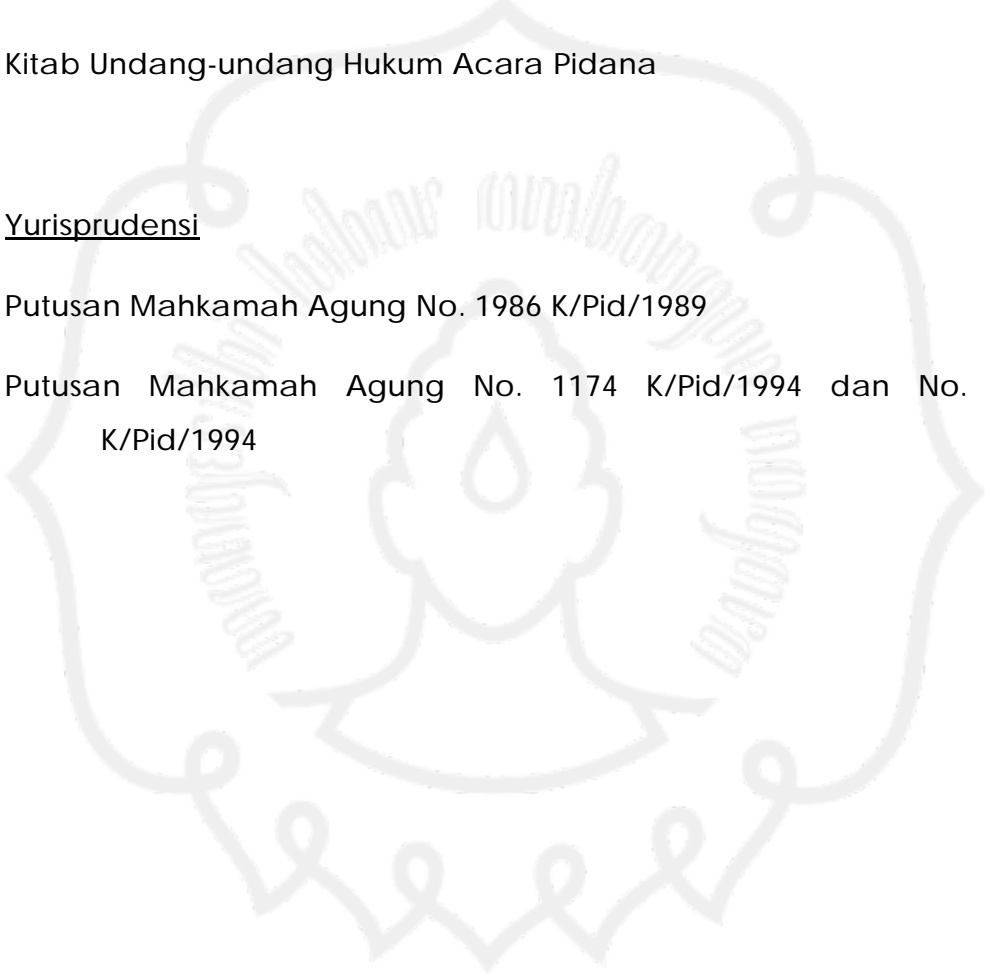 Kitab Undang-undang Hukum Acara Pidana
Yurisprudensi
Putusan Mahkamah Agung No. 1986 K/Pid/1989
Putusan Mahkamah Agung No. 1174 K/Pid/1994 dan No.
K/Pid/1994